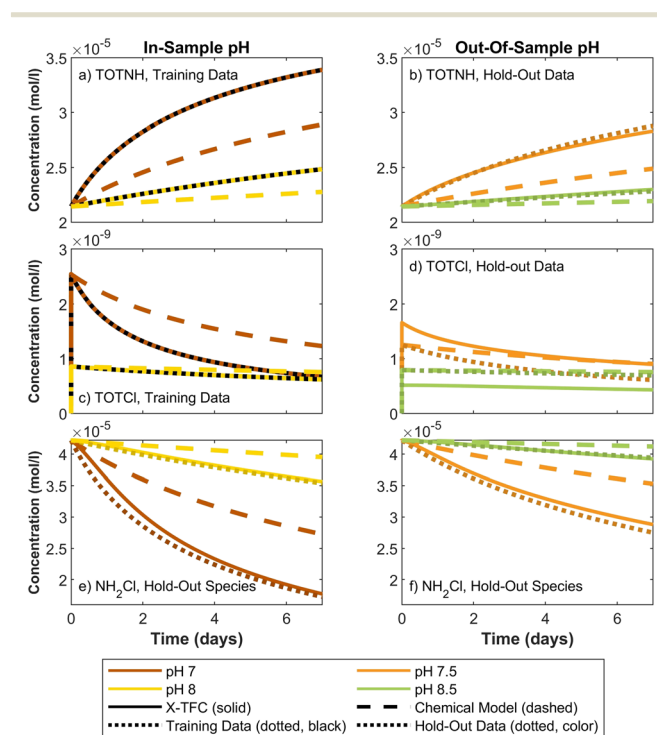 In-Sample pH
Out-Of-Sample pH
×10⁻⁵
3.5
3
2.5
2
Concentration (mol/l)
a) TOTNH, Training Data
×10⁻⁵
3.5
3
2.5
2
b) TOTNH, Hold-Out Data
×10⁻⁹
3
2
1
0
Concentration (mol/l)
c) TOTCl, Training Data
×10⁻⁹
3
2
1
0
d) TOTCl, Hold-out Data
×10⁻⁵
4
3.5
3
2.5
2
Concentration (mol/l)
e) NH₂Cl, Hold-Out Species
0 2 4 6
Time (days)
×10⁻⁵
4
3.5
3
2.5
2
f) NH₂Cl, Hold-Out Species
0 2 4 6
Time (days)
pH 7
pH 7.5
pH 8
pH 8.5
X-TFC (solid)
Chemical Model (dashed)
Training Data (dotted, black)
Hold-Out Data (dotted, color)